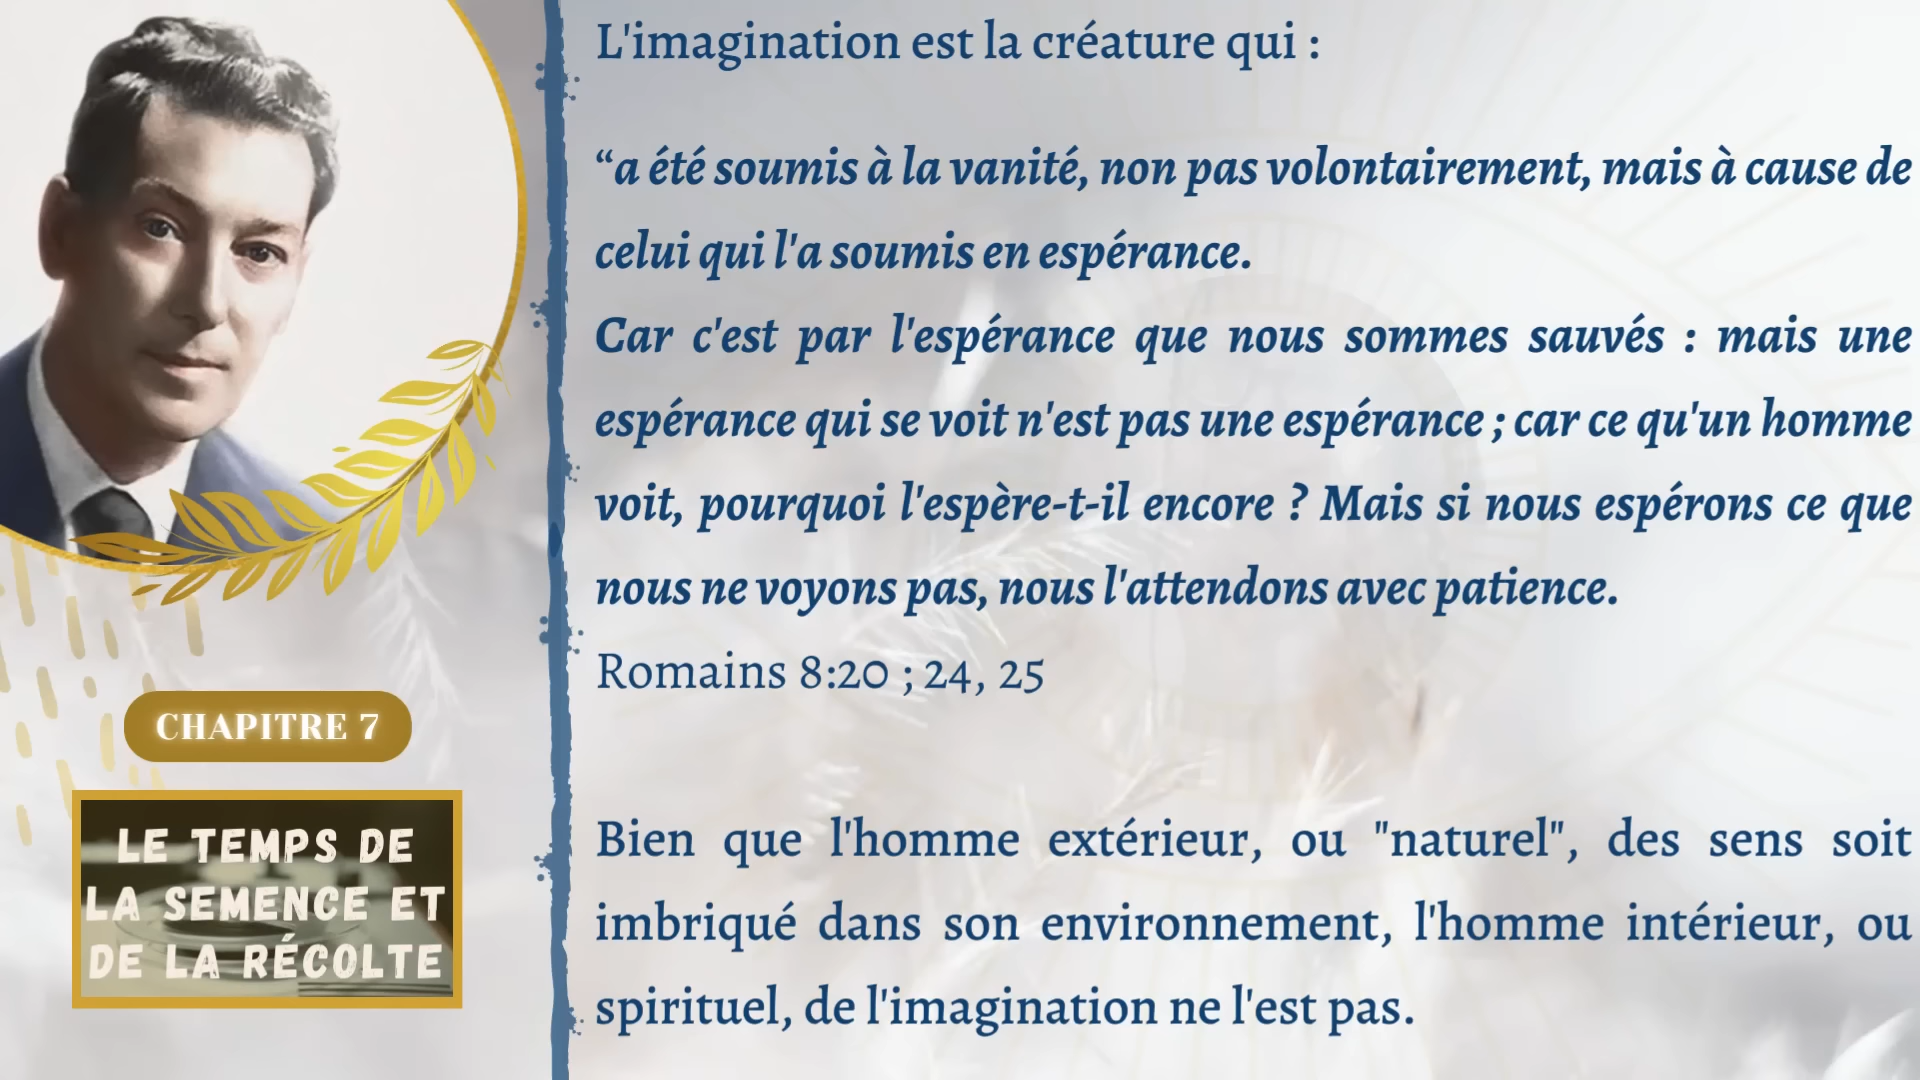 L'imagination est la créature qui :
“a été soumis à la vanité, non pas volontairement, mais à cause de
celui qui l'a soumis en espérance.
Car c'est par l'espérance que nous sommes sauvés : mais une
espérance qui se voit n'est pas une espérance ; car ce qu'un homme
voit, pourquoi l'espère-t-il encore ? Mais si nous espérons ce que
nous ne voyons pas, nous l'attendons avec patience.
Romains 8:20 ; 24, 25
Bien que l'homme extérieur, ou "naturel", des sens soit
imbriqué dans son environnement, l'homme intérieur, ou
spirituel, de l'imagination ne l'est pas.
CHAPITRE 7
LE TEMPS DE
LA SEMENCE ET
DE LA RÉCOLTE